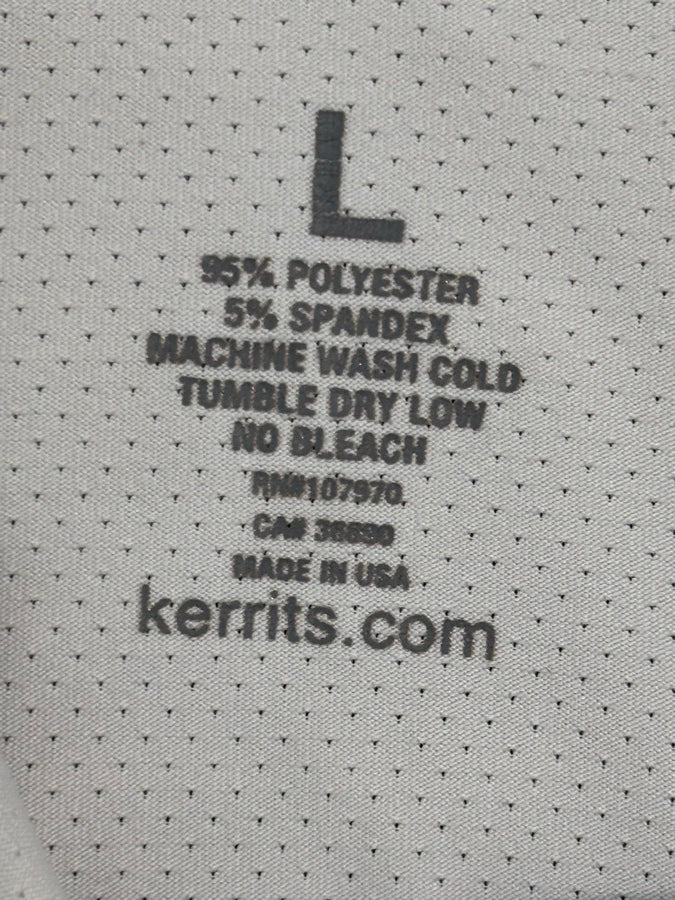 L
95% POLYESTER
5% SPANDEX
MACHINE WASH COLD
TUMBLE DRY LOW
NO BLEACH
RN#107970
CA#
MADE IN USA
kerrits.com